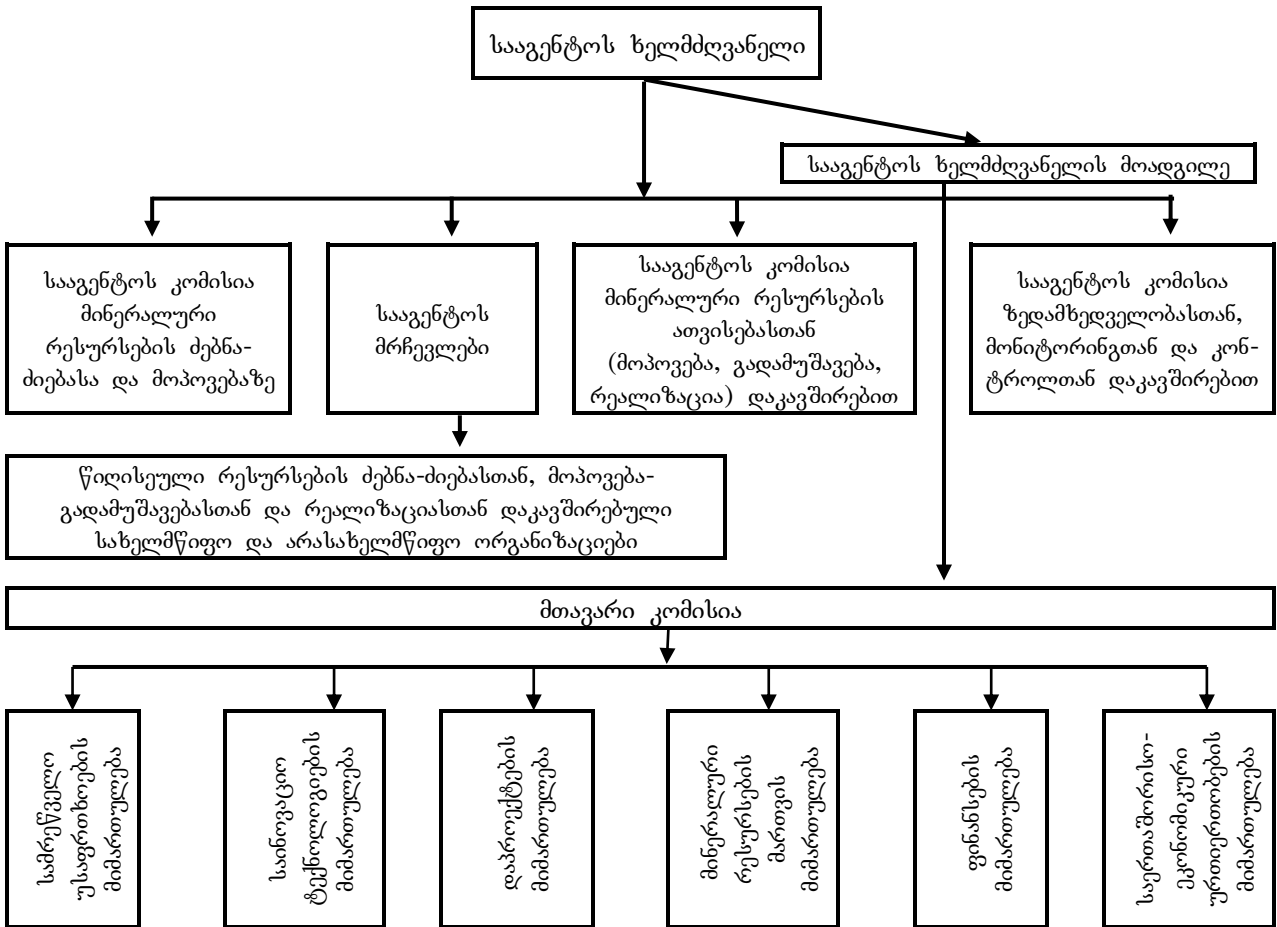 სააგენტოს ხელმძღვანელი
სააგენტოს ხელმძღვანელის მოადგილე
სააგენტოს კომისია
მინერალური
რესურსების ძებნა-
ძიებასა და მოპოვებაზე
სააგენტოს
მრჩევლები
სააგენტოს კომისია
მინერალური რესურსების
ათვისებასთან
(მოპოვება, გადამუშავება,
რეალიზაცია) დაკავშირებით
სააგენტოს კომისია
ზედამხედველობასთან,
მონიტორინგთან და კონ-
ტროლთან დაკავშირებით
წიღისეული რესურსების ძებნა-ძიებასთან, მოპოვება-
გადამუშავებასთან და რეალიზაციასთან დაკავშირებული
სახელმწიფო და არასახელმწიფო ორგანიზაციები
მთავარი კომისია
სამრეწველო
უსაფრთხოების
მიმართულება
საინოვაციო
ტექნოლოგიების
მიმართულება
დაპროექტების
მიმართულება
მინერალური
რესურსების
მართვის
მიმართულება
ფინანსების
მიმართულება
საერთაშორისო-
ეკონომიკური
ურთიერთობების
მიმართულება